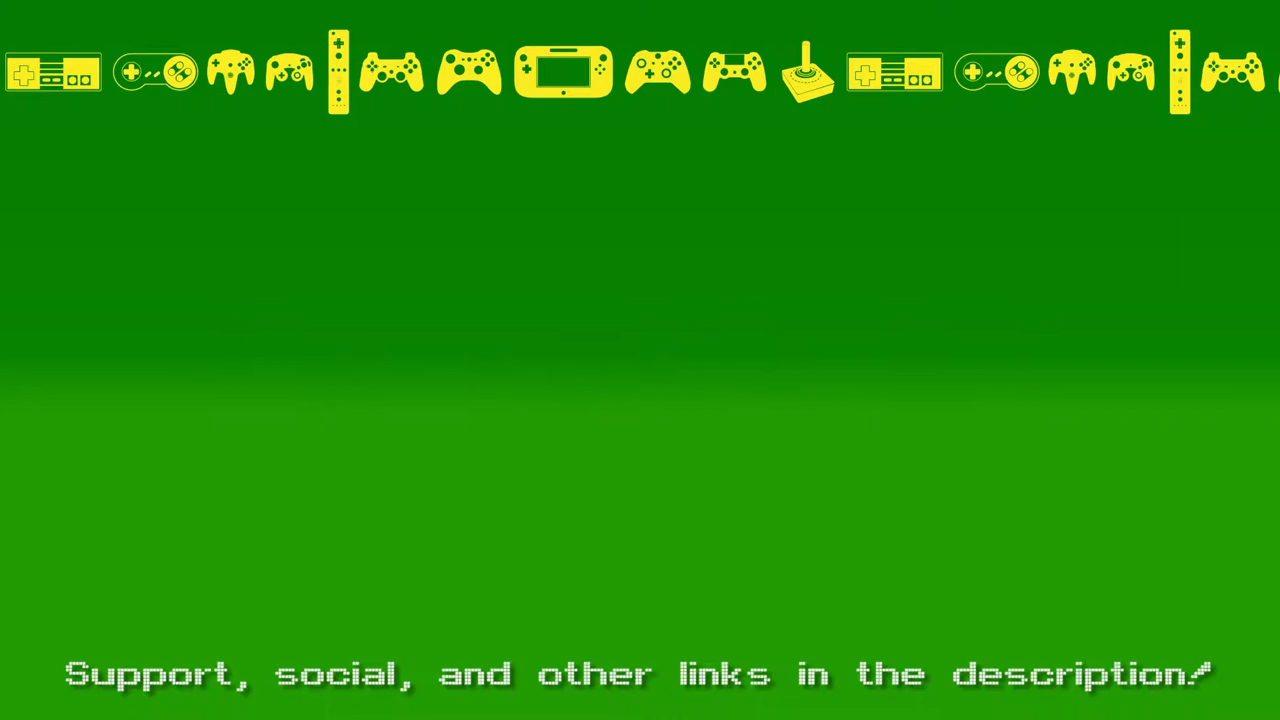 Support, social, and other links in the description!